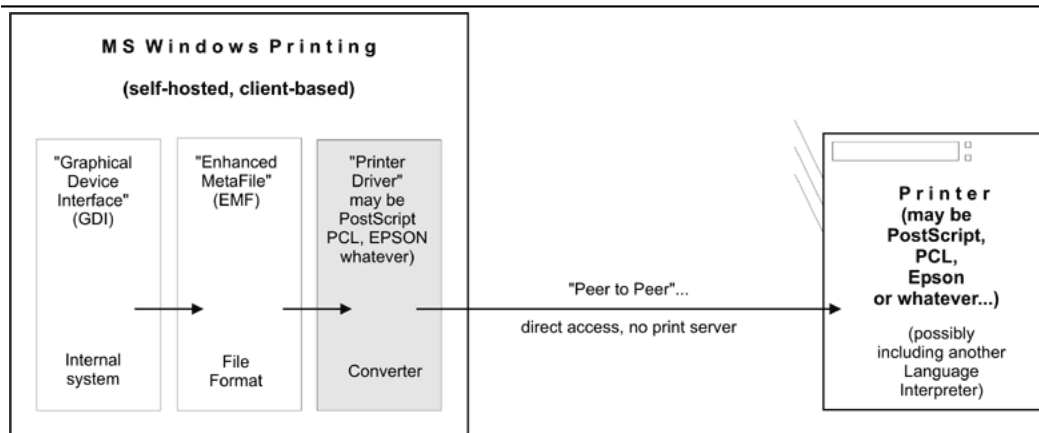 MS Windows Printing
(self-hosted, client-based)
"Graphical
Device
Interface"
(GDI)
Internal
system
"Enhanced
MetaFile"
(EMF)
File
Format
"Printer
Driver"
may be
PostScript
PCL, EPSON
whatever)
Converter
"Peer to Peer"...
direct access, no print server
Printer
(may be
PostScript,
PCL,
Epson
or whatever...)
(possibly
including another
Language
Interpreter)